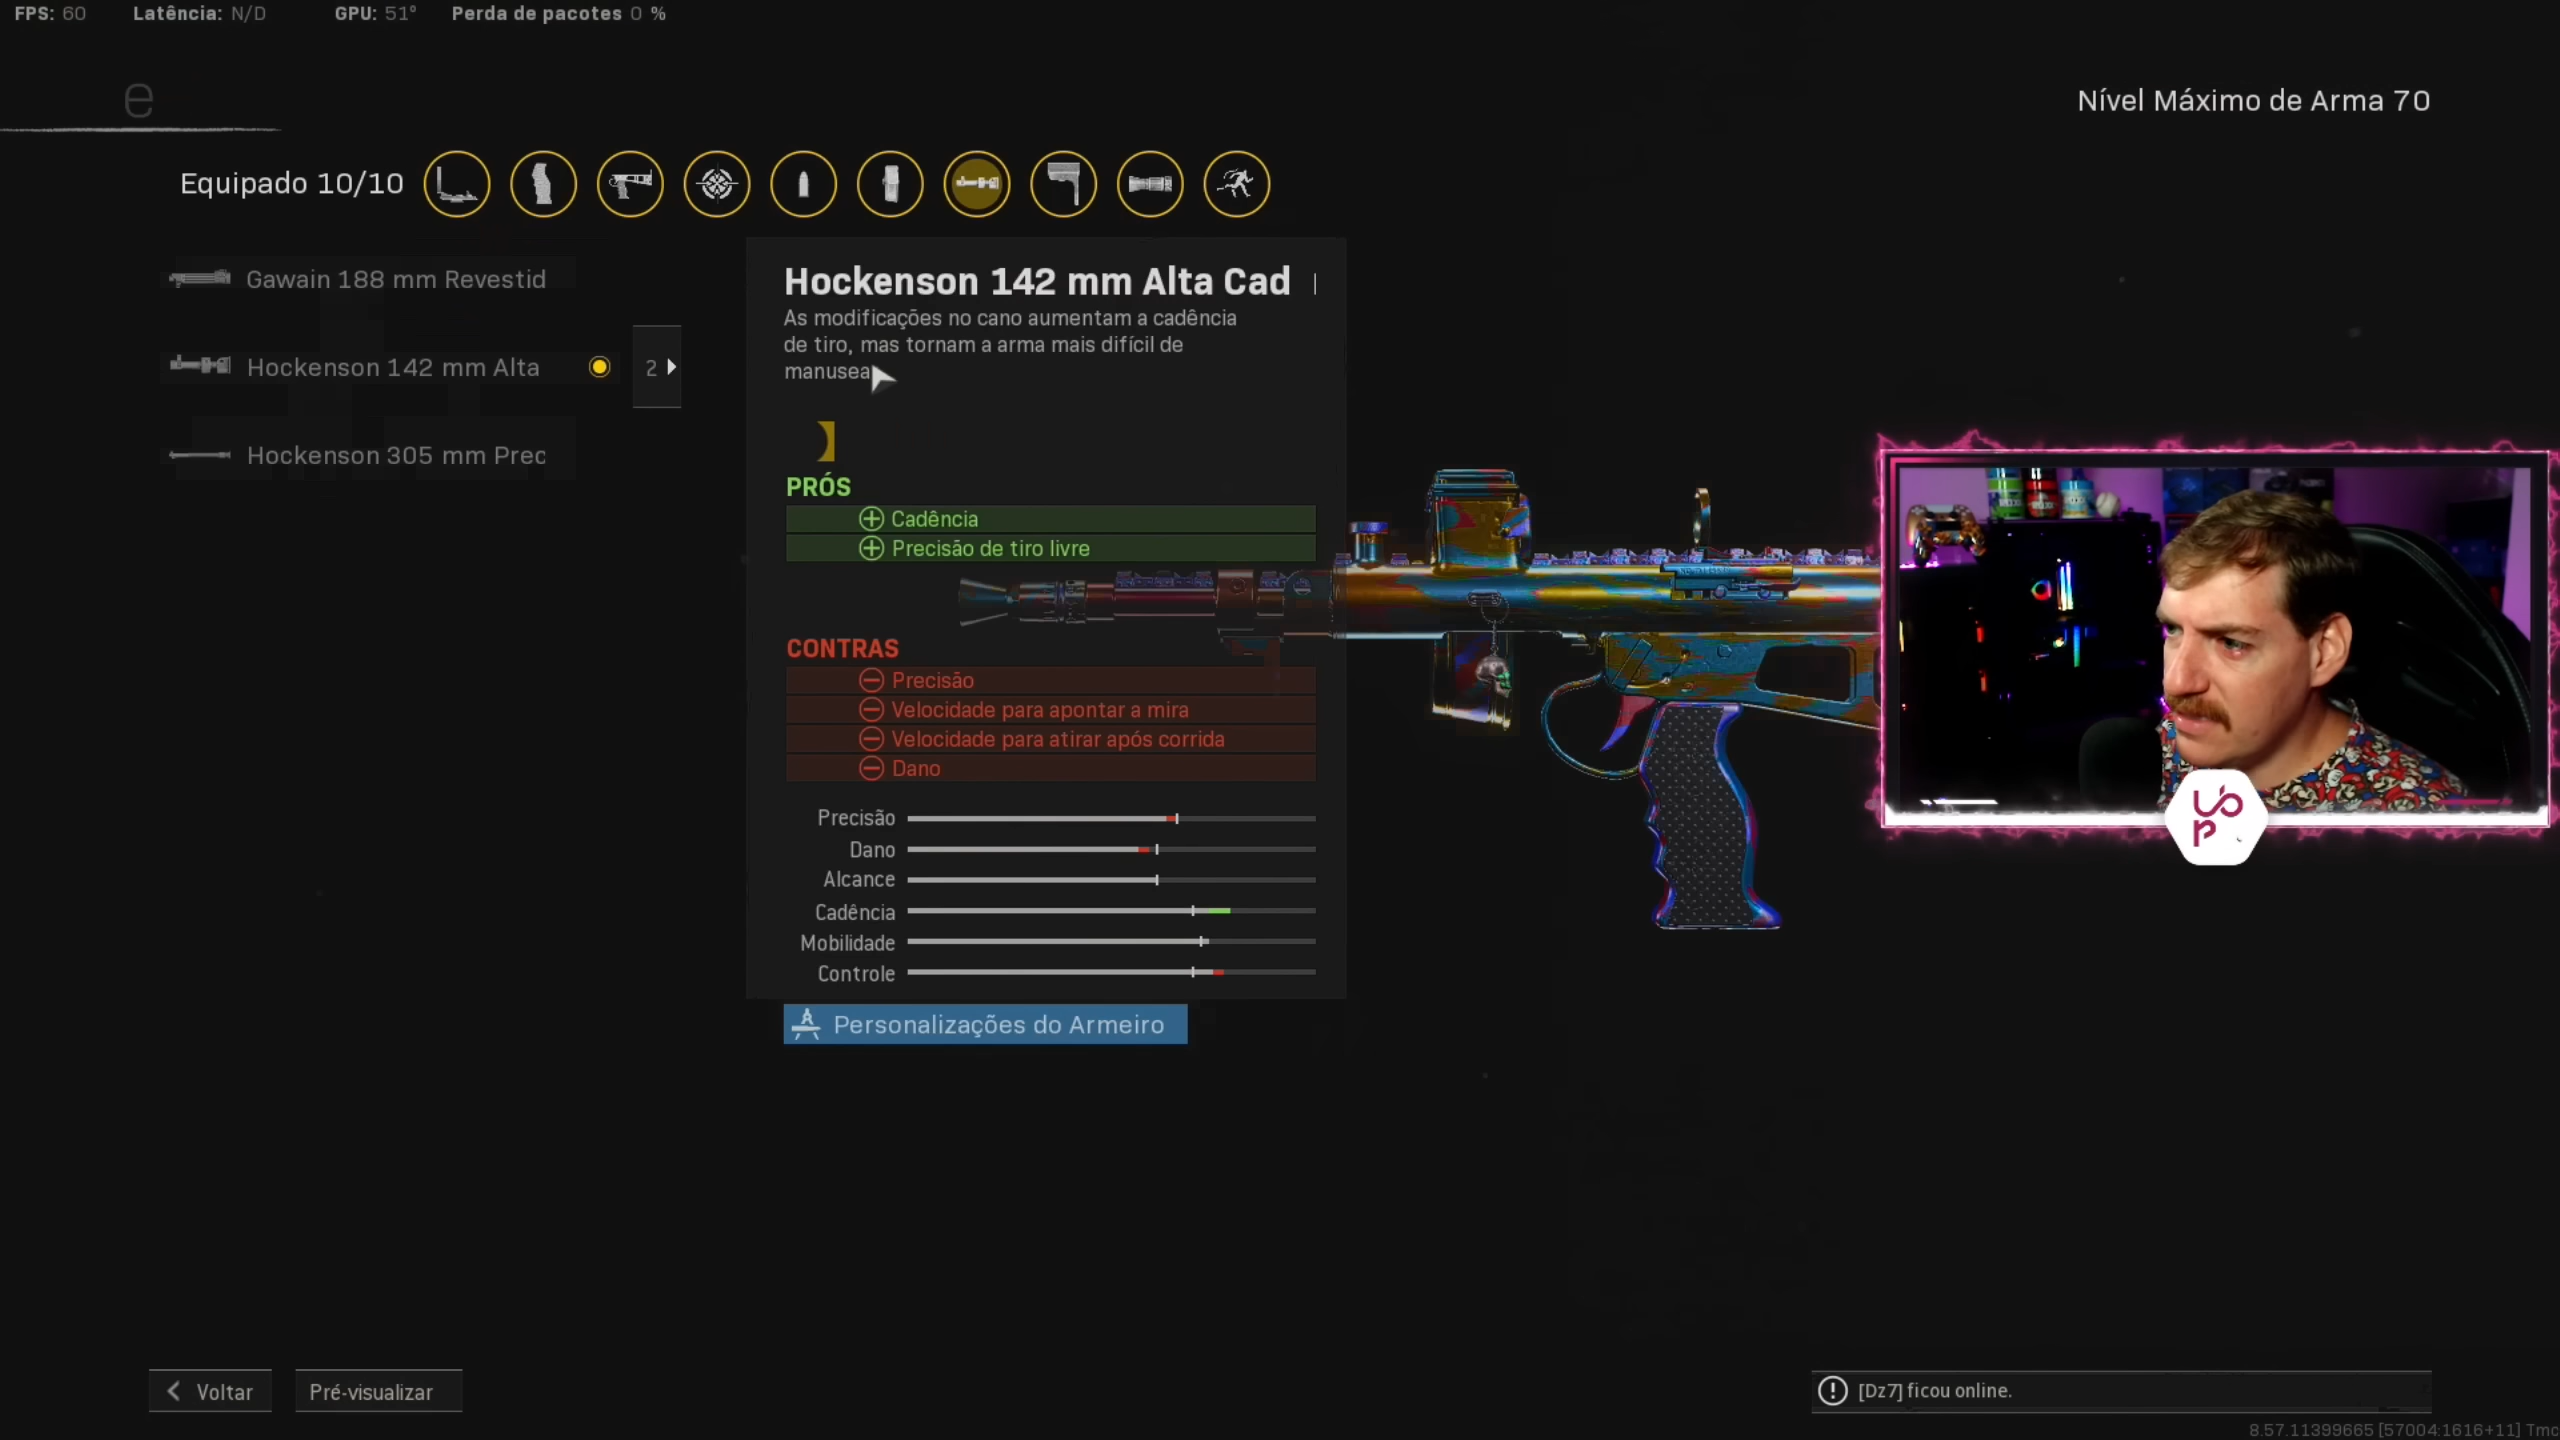 FPS: 60 Latência: N/D GPU: 51° Perda de pacotes 0 %
e
Nível Máximo de Arma 70
Equipado 10/10
Gawain 188 mm Revestid
Hockenson 142 mm Alta
2
Hockenson 305 mm Prec
Hockenson 142 mm Alta Cad
As modificações no cano aumentam a cadência
de tiro, mas tornam a arma mais difícil de
manusea
PRÓS
Cadência
Precisão de tiro livre
CONTRAS
Precisão
Velocidade para apontar a mira
Velocidade para atirar após corrida
Dano
Precisão
Dano
Alcance
Cadência
Mobilidade
Controle
Personalizações do Armeiro
Voltar
Pré-visualizar
[Dz7] ficou online.
8.57.11399665 [57004:1616+11] Tmc